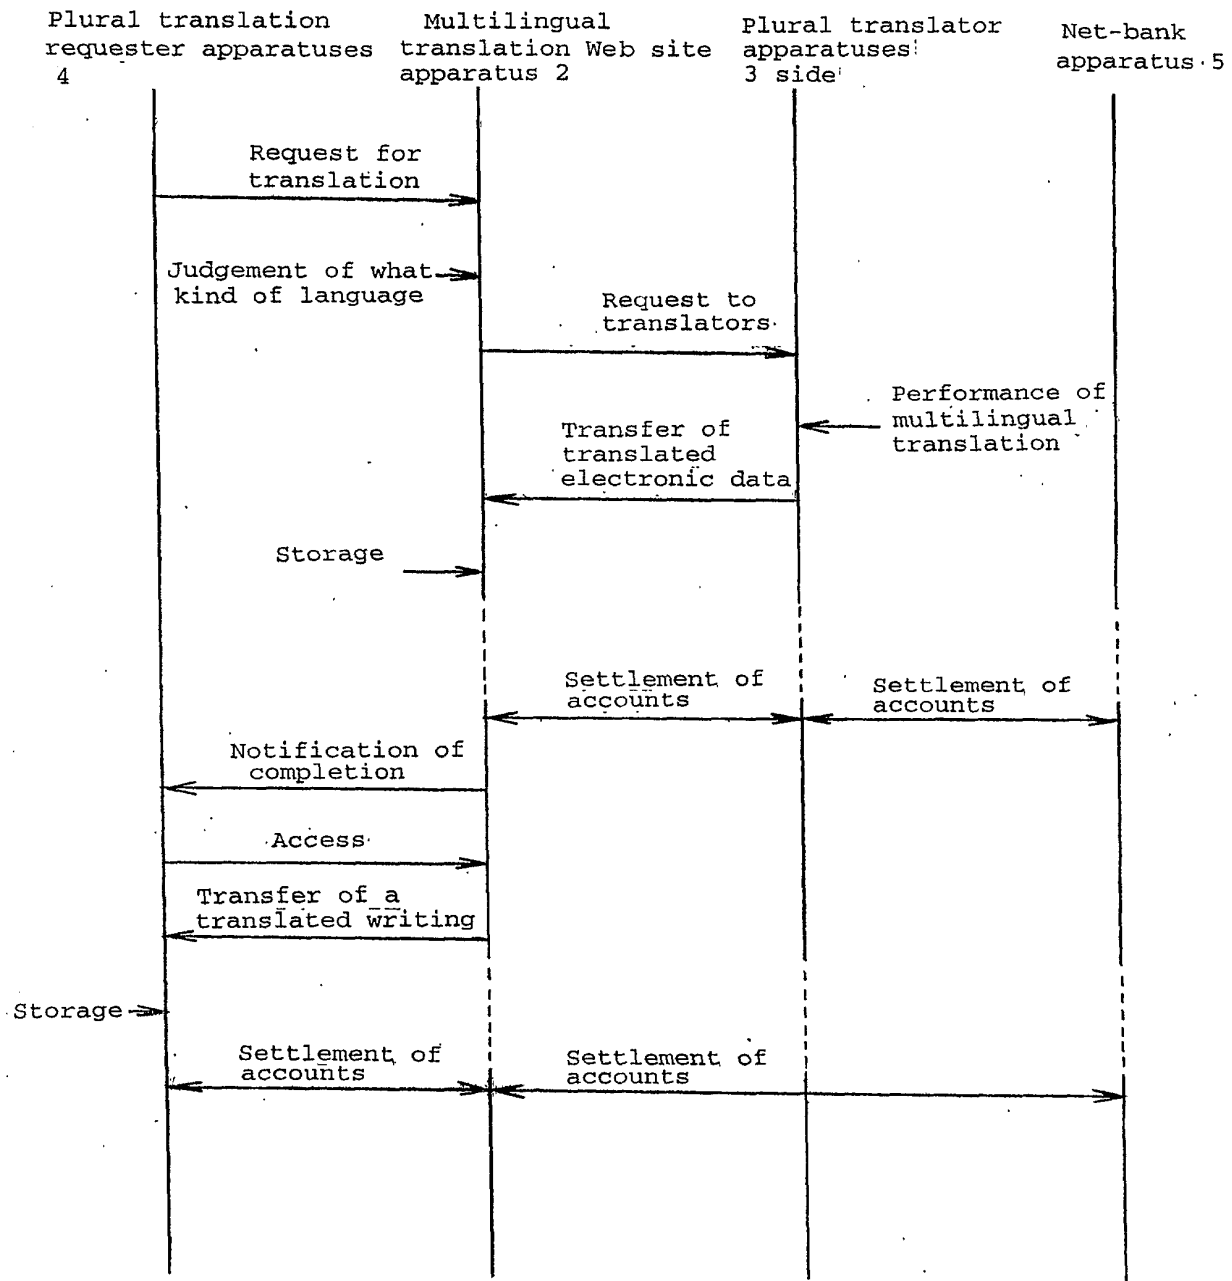 Plural translation
requester apparatuses
4
Multilingual
translation Web site
apparatus 2
Plural translator
apparatuses
3 side
Net-bank
apparatus 5
Request for
translation
Judgement of what
kind of language
Request to
translators
Performance of
multilingual
translation
Transfer of
translated
electronic data
Storage
Settlement of
accounts
Settlement of
accounts
Notification of
completion
Access
Transfer of a
translated writing
Storage
Settlement of
accounts
Settlement of
accounts